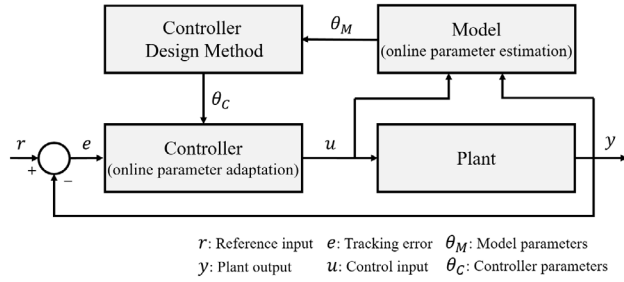 Controller
Design Method
θ_M
Model
(online parameter estimation)
θ_C
r
+
−
e
Controller
(online parameter adaptation)
u
Plant
y
r: Reference input e: Tracking error θ_M: Model parameters
y: Plant output u: Control input θ_C: Controller parameters